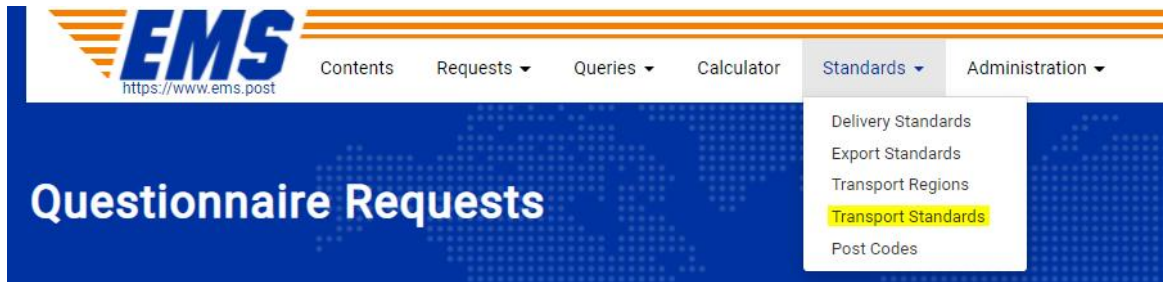 EMS
https://www.ems.post
Contents Requests Queries Calculator Standards Administration
Delivery Standards
Export Standards
Transport Regions
Transport Standards
Post Codes
Questionnaire Requests